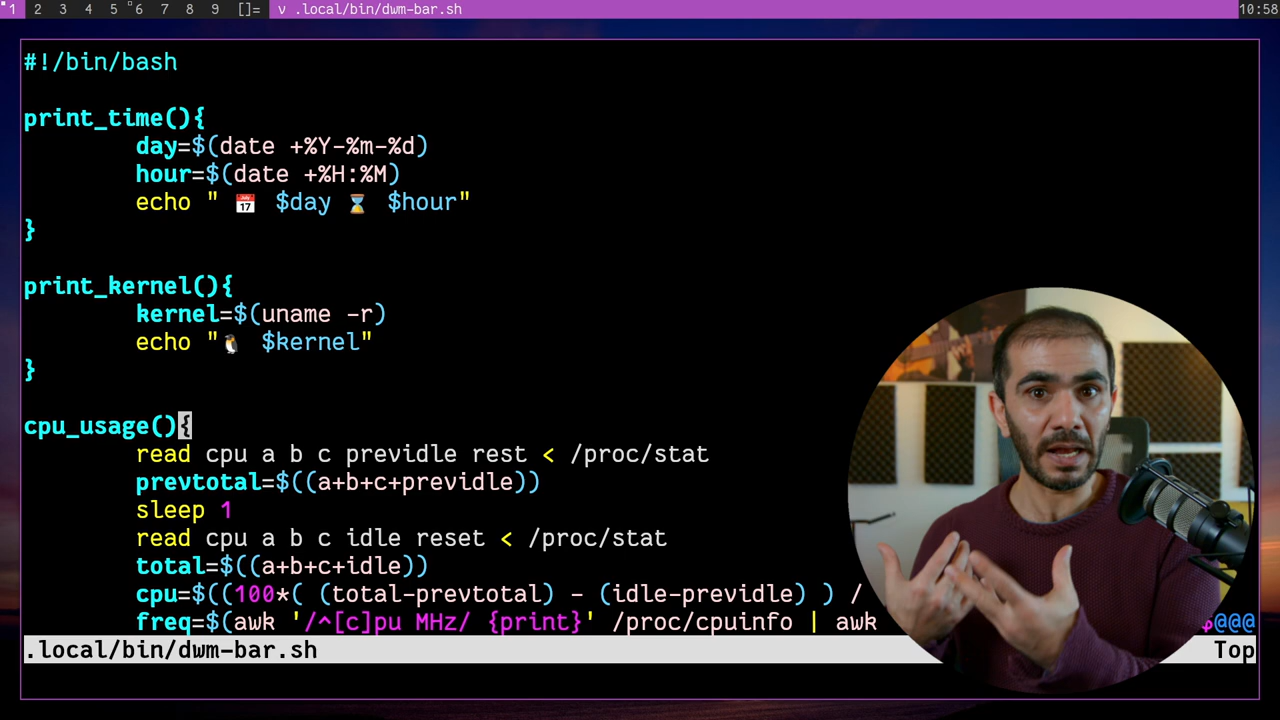 1 2 3 4 5 6 7 8 9 []= ν .local/bin/dwm-bar.sh 10:58
#!/bin/bash
print_time(){
day=$(date +%Y-%m-%d)
hour=$(date +%H:%M)
echo " 📅 $day ⌛ $hour"
}
print_kernel(){
kernel=$(uname -r)
echo "🐧 $kernel"
}
cpu_usage(){
read cpu a b c previdle rest < /proc/stat
prevtotal=$((a+b+c+previdle))
sleep 1
read cpu a b c idle reset < /proc/stat
total=$((a+b+c+idle))
cpu=$((100*( (total-prevtotal) - (idle-previdle) ) /
freq=$(awk '/^[c]pu MHz/ {print}' /proc/cpuinfo | awk @@@
.local/bin/dwm-bar.sh Top